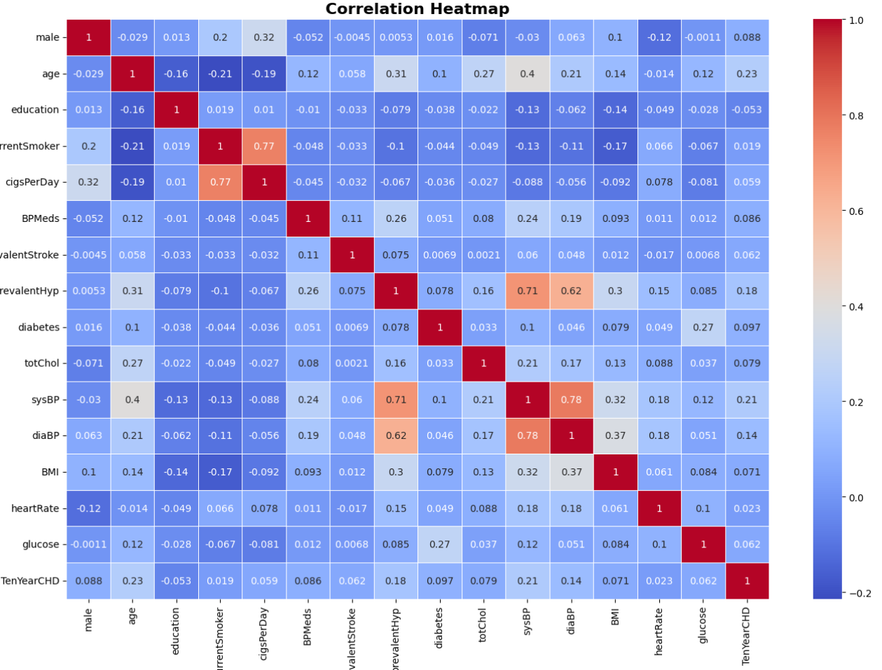 Correlation Heatmap
male 1 -0.029 0.013 0.2 0.32 -0.052 -0.0045 0.0053 0.016 -0.071 -0.03 0.063 0.1 -0.12 -0.0011 0.088 1.0
age -0.029 1 -0.16 -0.21 -0.19 0.12 0.058 0.31 0.1 0.27 0.4 0.21 0.14 -0.014 0.12 0.23
education 0.013 -0.16 1 0.019 0.01 -0.01 -0.033 -0.079 -0.038 -0.022 -0.13 -0.062 -0.14 -0.049 -0.028 -0.053 0.8
rrentSmoker 0.2 -0.21 0.019 1 0.77 -0.048 -0.033 -0.1 -0.044 -0.049 -0.13 -0.11 -0.17 0.066 -0.067 0.019
cigsPerDay 0.32 -0.19 0.01 0.77 1 -0.045 -0.032 -0.067 -0.036 -0.027 -0.088 -0.056 -0.092 0.078 -0.081 0.059
BPMeds -0.052 0.12 -0.01 -0.048 -0.045 1 0.11 0.26 0.051 0.08 0.24 0.19 0.093 0.011 0.012 0.086 0.6
valentStroke -0.0045 0.058 -0.033 -0.033 -0.032 0.11 1 0.075 0.0069 0.0021 0.06 0.048 0.012 -0.017 0.0068 0.062
revalentHyp 0.0053 0.31 -0.079 -0.1 -0.067 0.26 0.075 1 0.078 0.16 0.71 0.62 0.3 0.15 0.085 0.18 0.4
diabetes 0.016 0.1 -0.038 -0.044 -0.036 0.051 0.0069 0.078 1 0.033 0.1 0.046 0.079 0.049 0.27 0.097
totChol -0.071 0.27 -0.022 -0.049 -0.027 0.08 0.0021 0.16 0.033 1 0.21 0.17 0.13 0.088 0.037 0.079
sysBP -0.03 0.4 -0.13 -0.13 -0.088 0.24 0.06 0.71 0.1 0.21 1 0.78 0.32 0.18 0.12 0.21 0.2
diaBP 0.063 0.21 -0.062 -0.11 -0.056 0.19 0.048 0.62 0.046 0.17 0.78 1 0.37 0.18 0.051 0.14
BMI 0.1 0.14 -0.14 -0.17 -0.092 0.093 0.012 0.3 0.079 0.13 0.32 0.37 1 0.061 0.084 0.071 0.0
heartRate -0.12 -0.014 -0.049 0.066 0.078 0.011 -0.017 0.15 0.049 0.088 0.18 0.18 0.061 1 0.1 0.023
glucose -0.0011 0.12 -0.028 -0.067 -0.081 0.012 0.0068 0.085 0.27 0.037 0.12 0.051 0.084 0.1 1 0.062
TenYearCHD 0.088 0.23 -0.053 0.019 0.059 0.086 0.062 0.18 0.097 0.079 0.21 0.14 0.071 0.023 0.062 1 -0.2
male age education rrentSmoker cigsPerDay BPMeds valentStroke revalentHyp diabetes totChol sysBP diaBP BMI heartRate glucose TenYearCHD